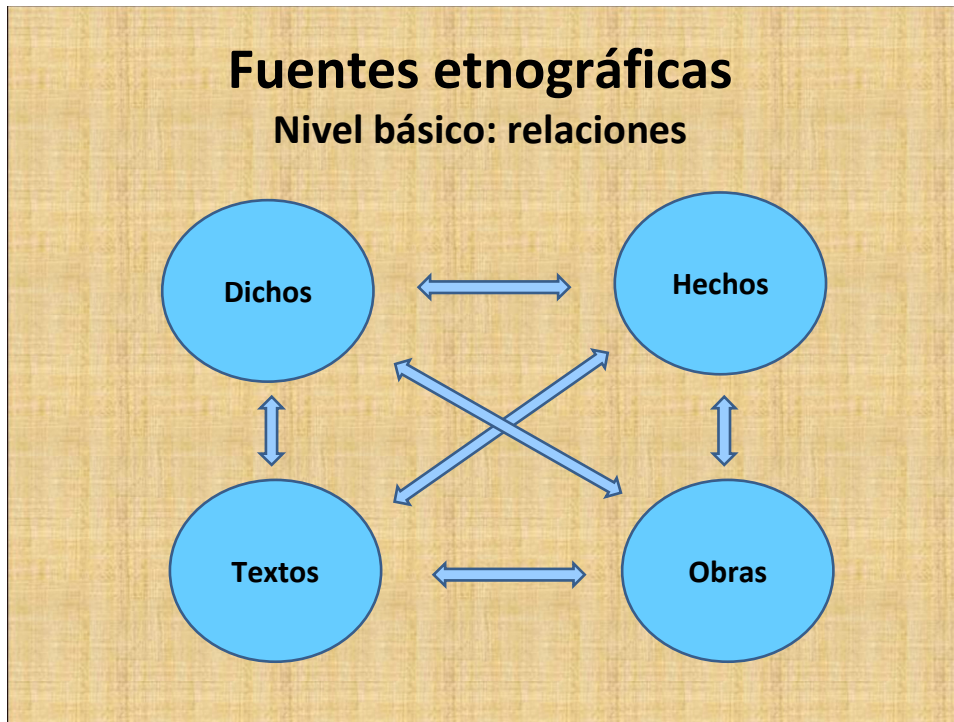 Fuentes etnográficas
Nivel básico: relaciones
Dichos
Hechos
Textos
Obras